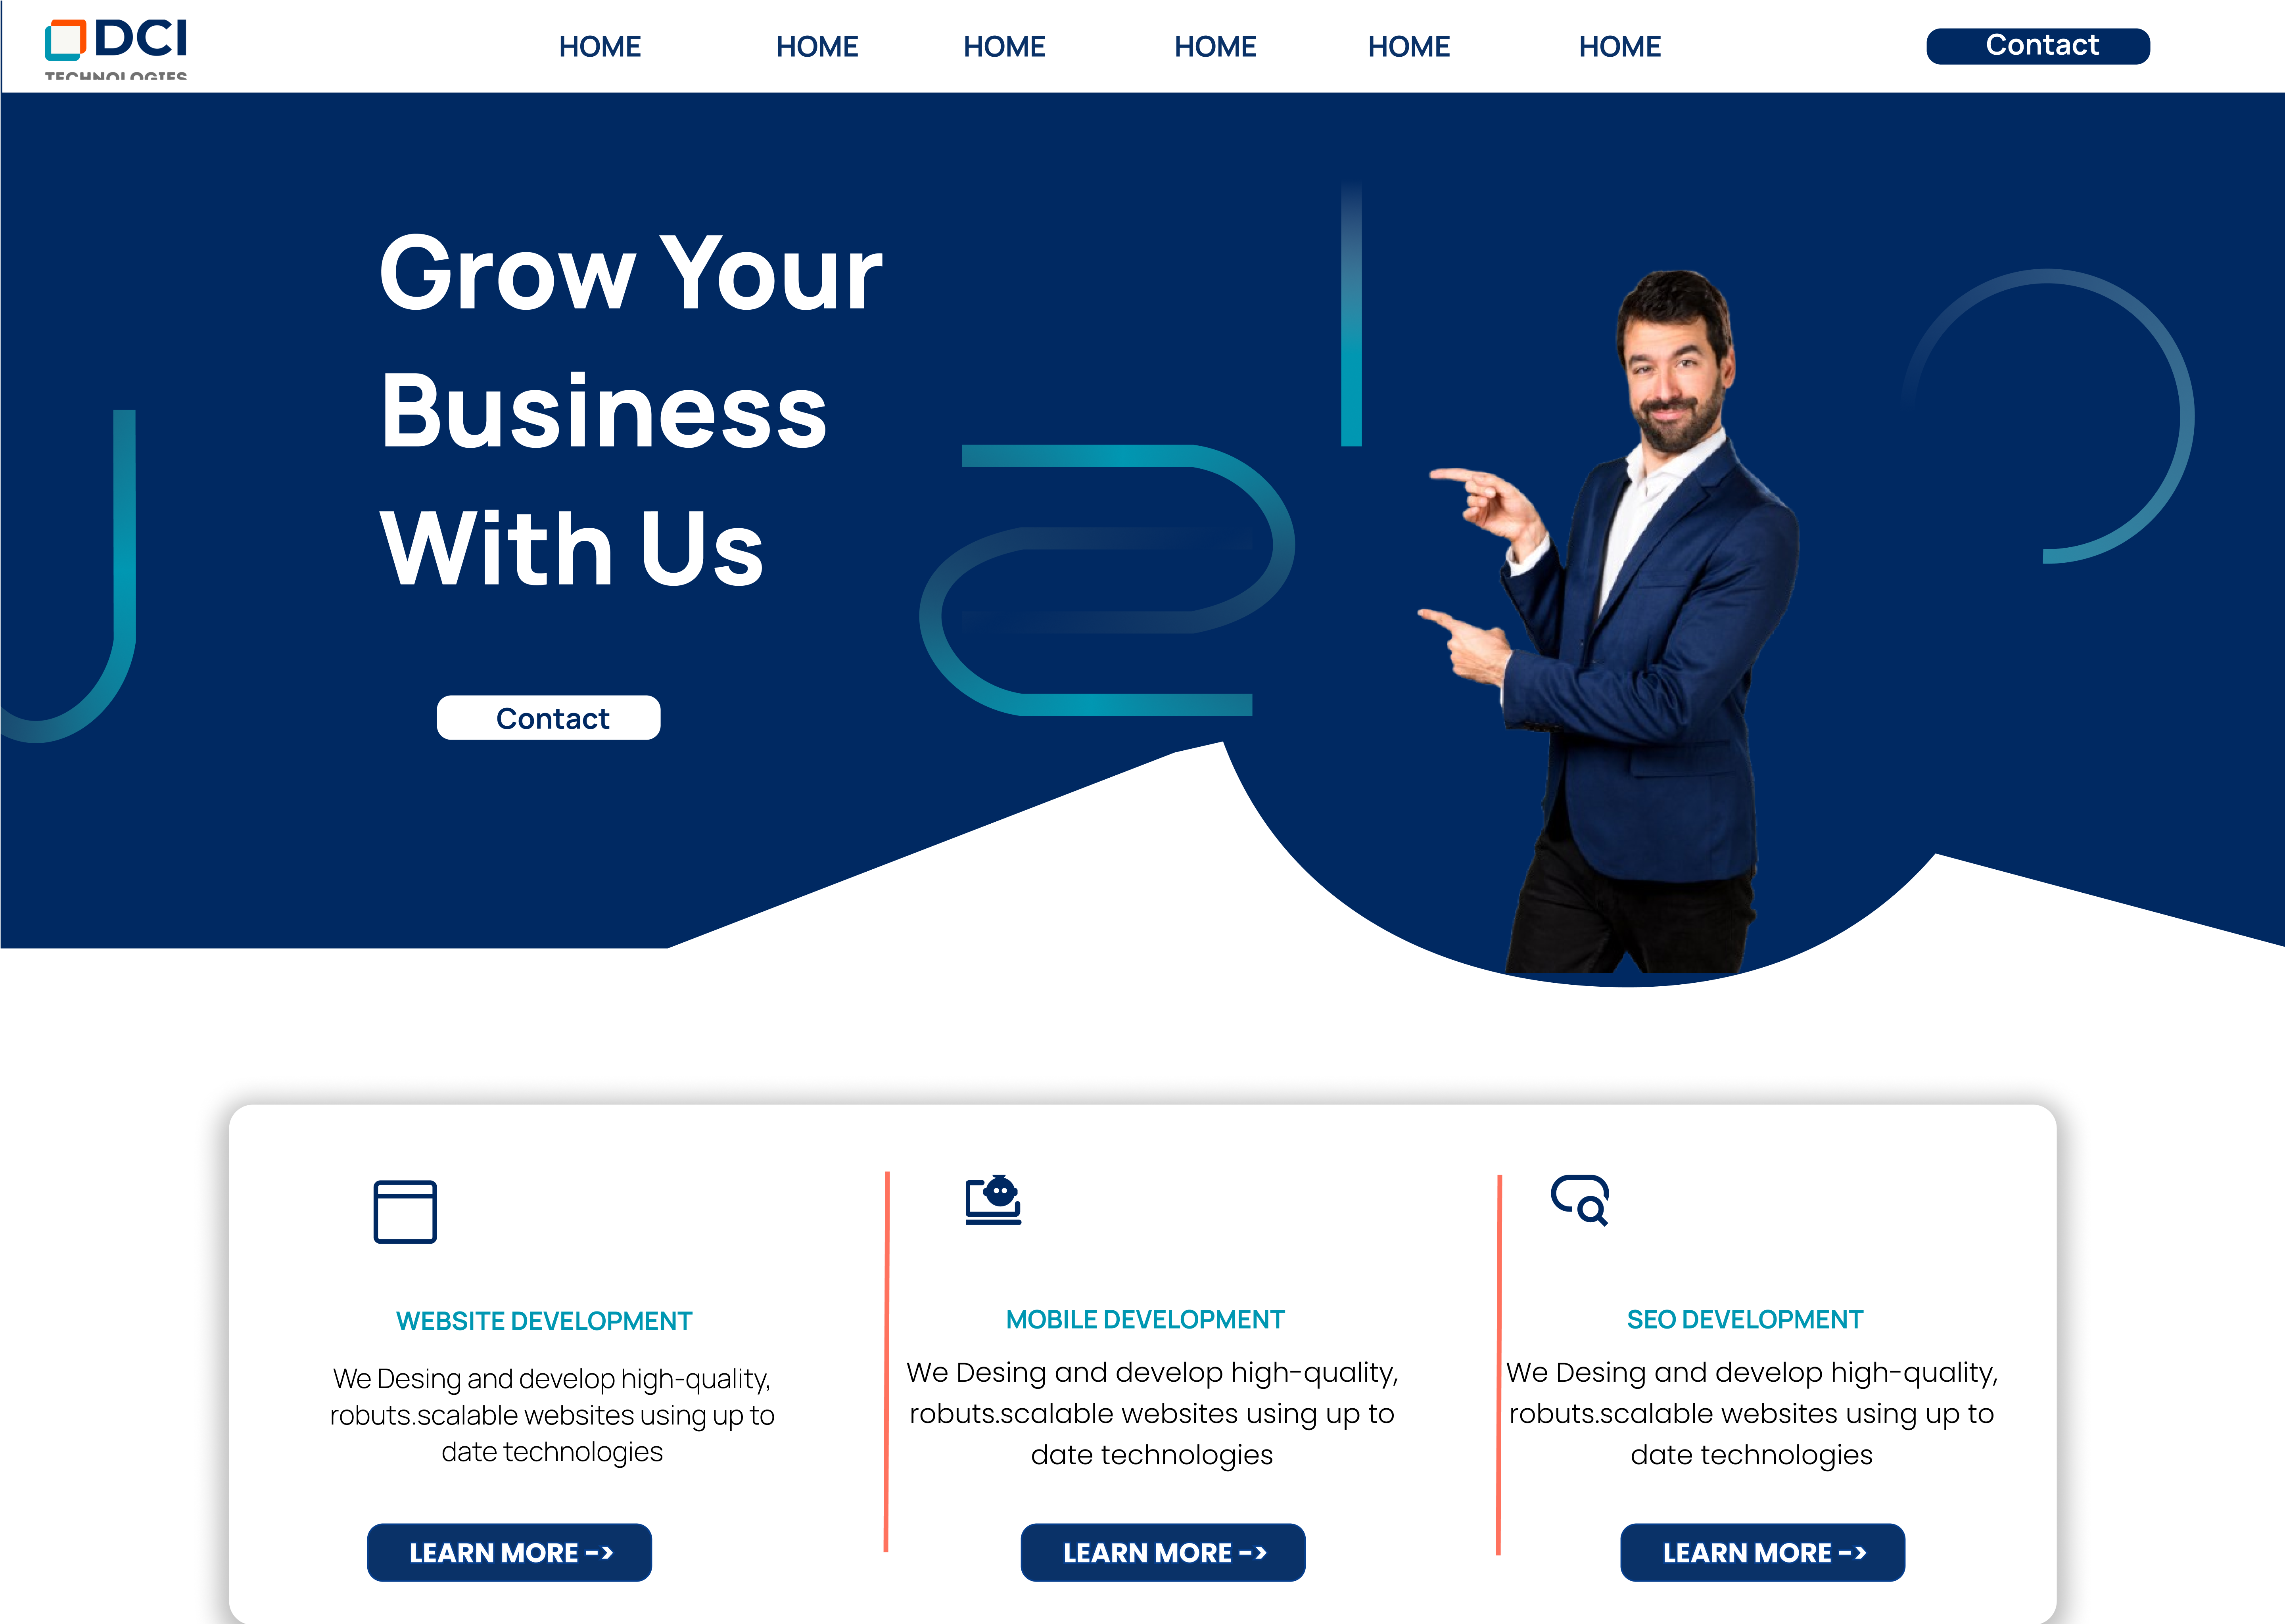 DCI
TECHNOLOGIES
HOME HOME HOME HOME HOME HOME Contact
Grow Your
Business
With Us
Contact
WEBSITE DEVELOPMENT
We Desing and develop high-quality,
robuts.scalable websites using up to
date technologies
LEARN MORE ->
MOBILE DEVELOPMENT
We Desing and develop high-quality,
robuts.scalable websites using up to
date technologies
LEARN MORE ->
SEO DEVELOPMENT
We Desing and develop high-quality,
robuts.scalable websites using up to
date technologies
LEARN MORE ->